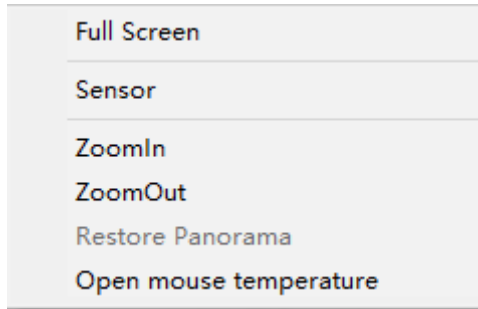 Full Screen
Sensor
ZoomIn
ZoomOut
Restore Panorama
Open mouse temperature